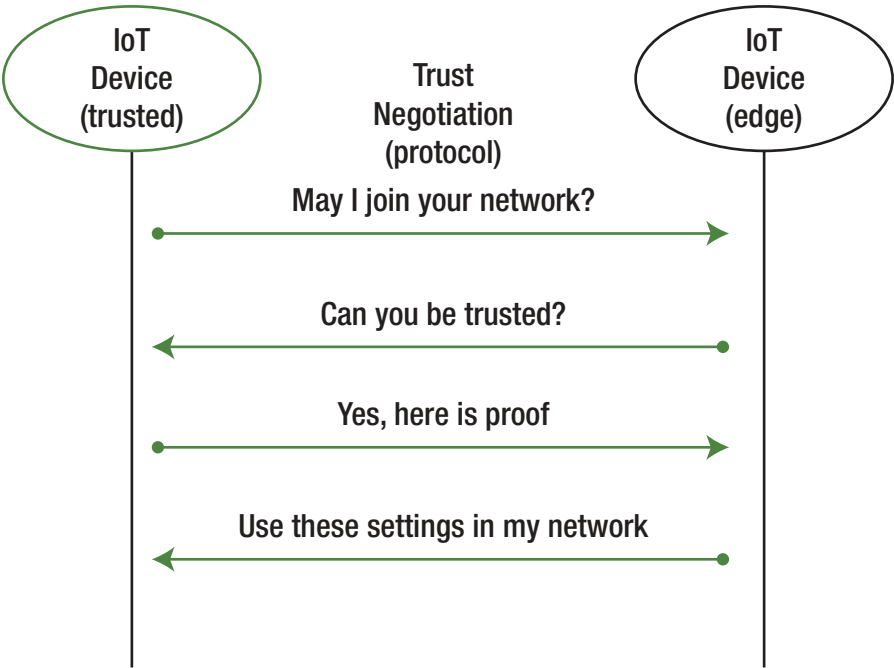 IoT
Device
(trusted)
Trust
Negotiation
(protocol)
IoT
Device
(edge)
May I join your network?
Can you be trusted?
Yes, here is proof
Use these settings in my network